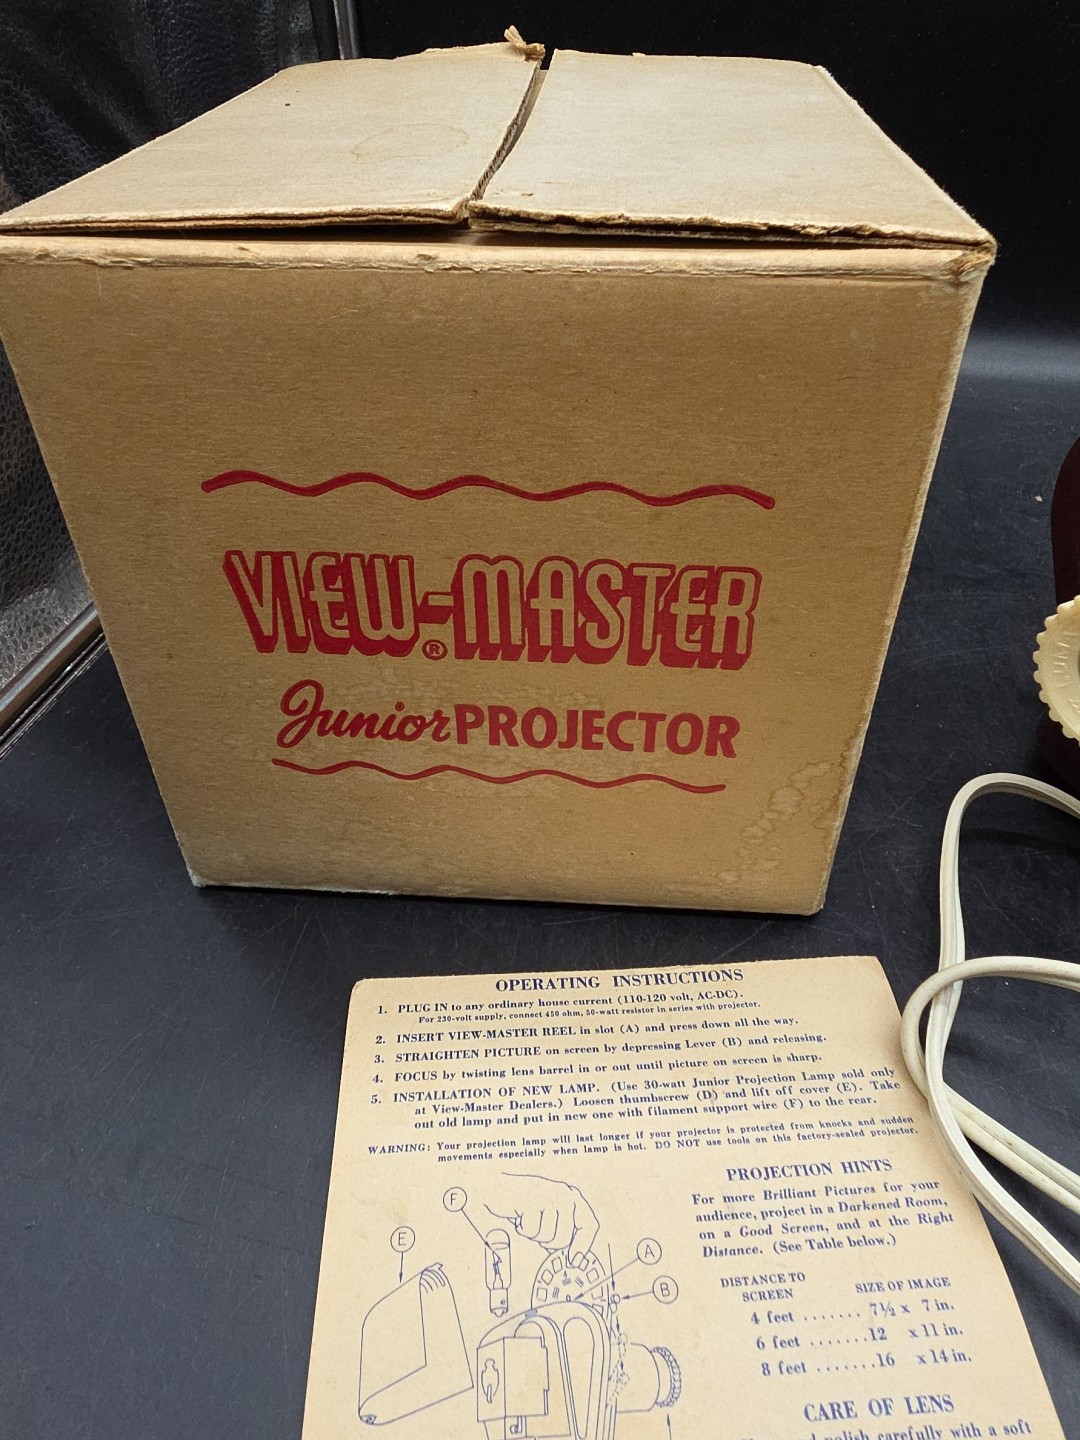 VIEW-MASTER
®
Junior PROJECTOR
OPERATING INSTRUCTIONS
1. PLUG IN to any ordinary house current (110-120 volt, AC-DC).
For 230-volt supply, connect 450 ohm, 50-watt resistor in series with projector.
2. INSERT VIEW-MASTER REEL in slot (A) and press down all the way.
3. STRAIGHTEN PICTURE on screen by depressing Lever (B) and releasing.
4. FOCUS by twisting lens barrel in or out until picture on screen is sharp.
5. INSTALLATION OF NEW LAMP. (Use 30-watt Junior Projection Lamp sold only
at View-Master Dealers.) Loosen thumbscrew (D) and lift off cover (E). Take
out old lamp and put in new one with filament support wire (F) to the rear.
WARNING: Your projection lamp will last longer if your projector is protected from knocks and sudden
movements especially when lamp is hot. DO NOT use tools on this factory-sealed projector.
F
E
A
B
PROJECTION HINTS
For more Brilliant Pictures for your
audience, project in a Darkened Room,
on a Good Screen, and at the Right
Distance. (See Table below.)
DISTANCE TO SCREEN SIZE OF IMAGE
4 feet ....... 7½ x 7 in.
6 feet .......12 x 11 in.
8 feet .......16 x 14 in.
CARE OF LENS
polish carefully with a soft